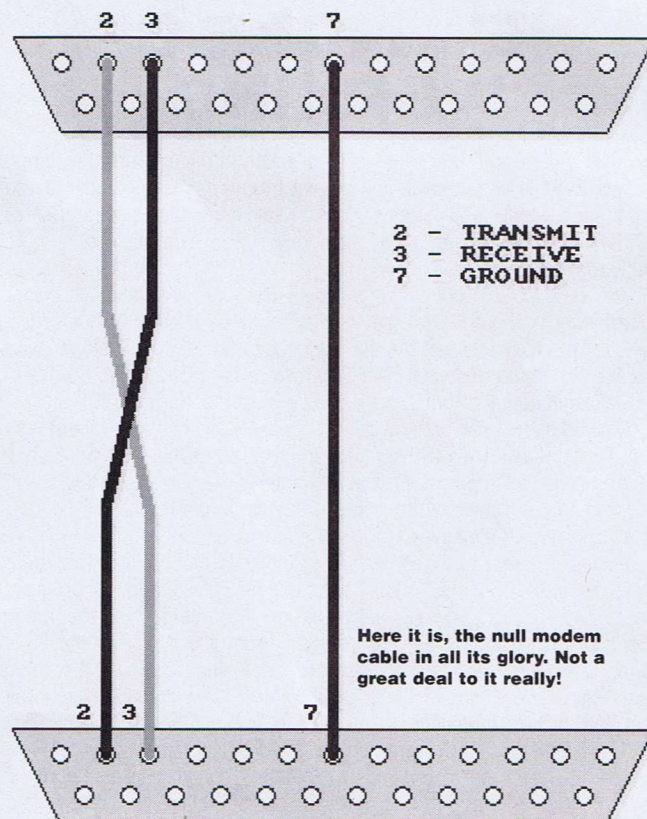 2 3 7
2 - TRANSMIT
3 - RECEIVE
7 - GROUND
Here it is, the null modem
cable in all its glory. Not a
great deal to it really!
2 3 7